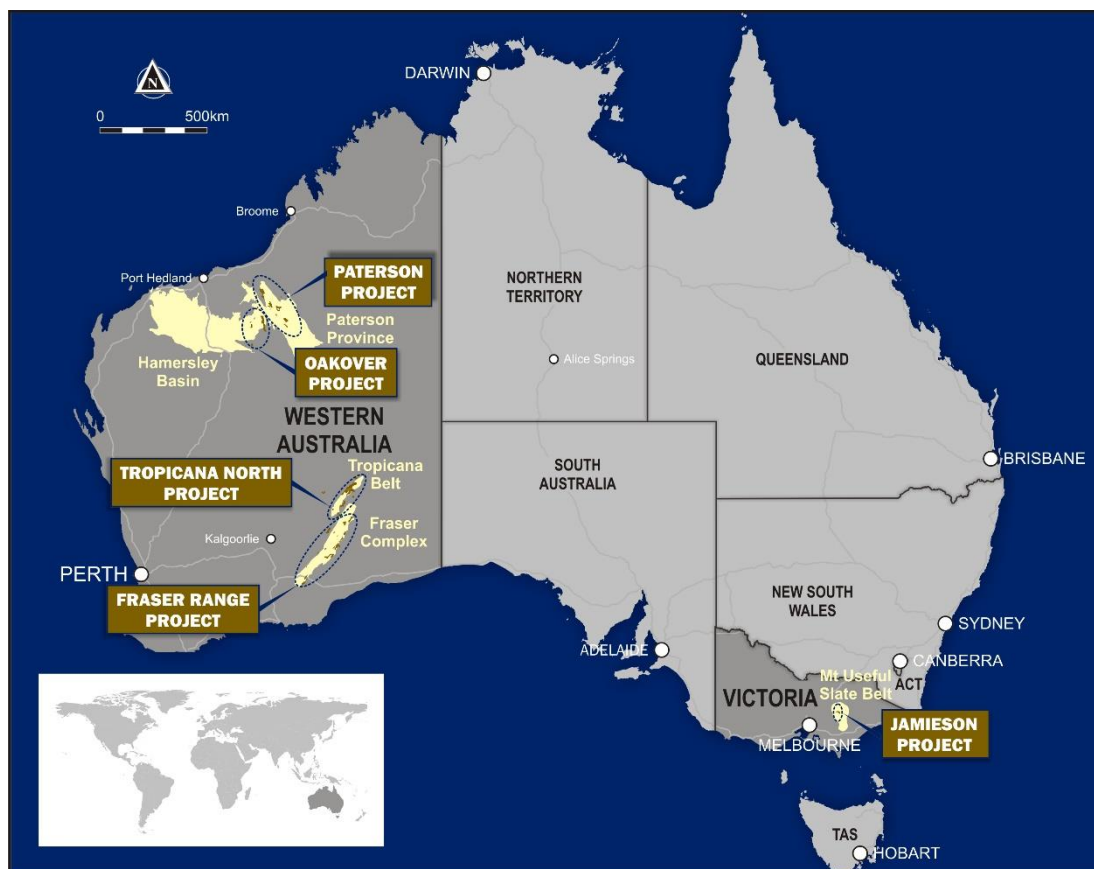 DARWIN
N
0 500km
Broome
Port Hedland
PATERSON
PROJECT
NORTHERN
TERRITORY
Paterson
Province
Hamersley
Basin
OAKOVER
PROJECT
Alice Springs
QUEENSLAND
WESTERN
AUSTRALIA
TROPICANA NORTH
PROJECT
Tropicana
Belt
SOUTH
AUSTRALIA
BRISBANE
Kalgoorlie
Fraser
Complex
PERTH
FRASER RANGE
PROJECT
NEW SOUTH
WALES
SYDNEY
ADELAIDE
CANBERRA
ACT
Mt Useful
Slate Belt
VICTORIA
MELBOURNE
JAMIESON
PROJECT
TAS
HOBART